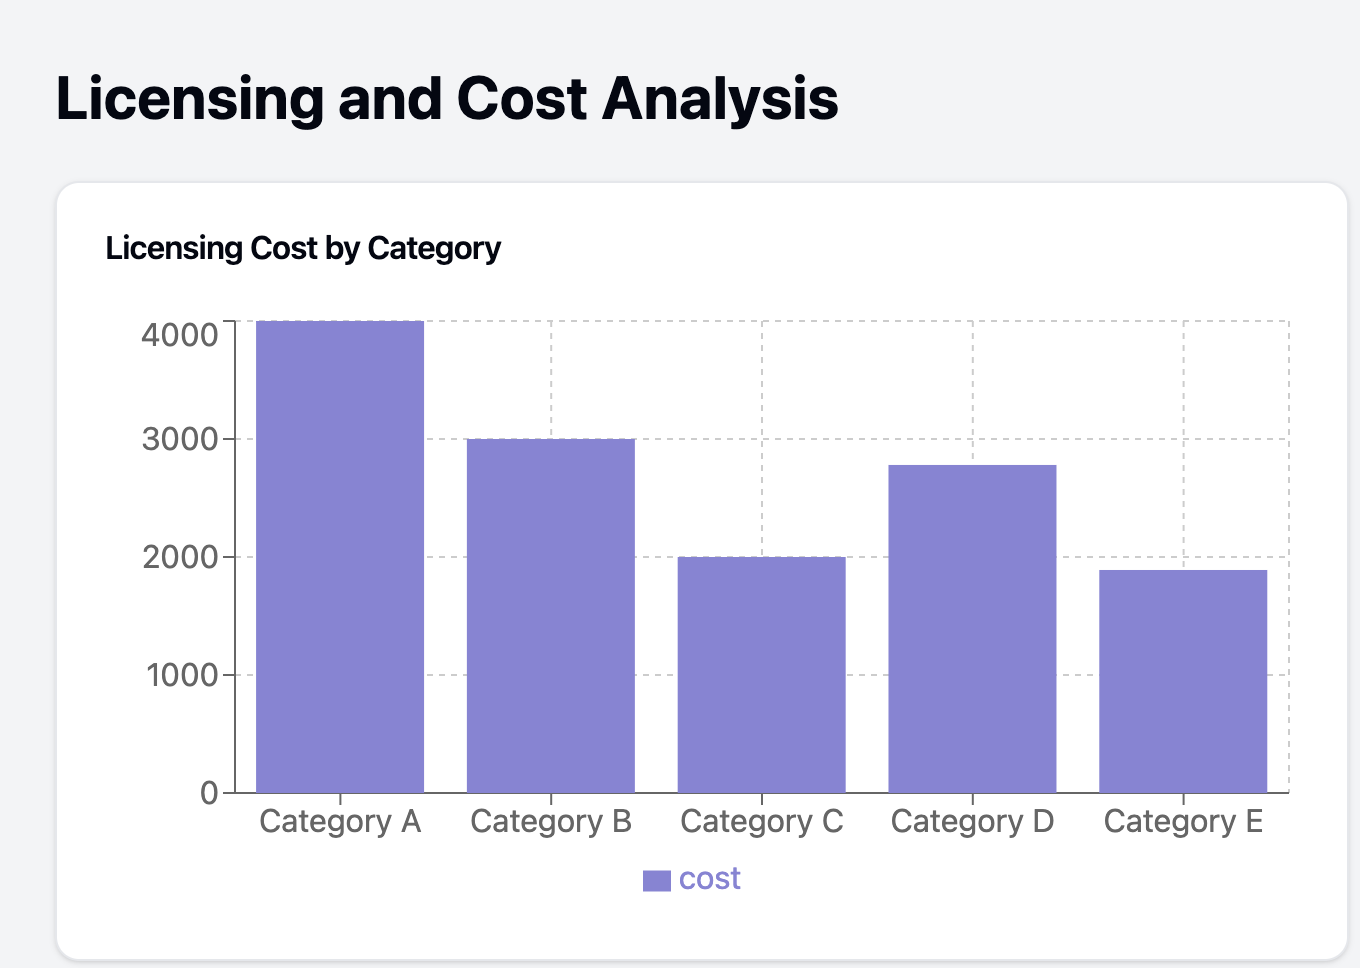 Licensing and Cost Analysis
Licensing Cost by Category
4000
3000
2000
1000
0
Category A Category B Category C Category D Category E
cost